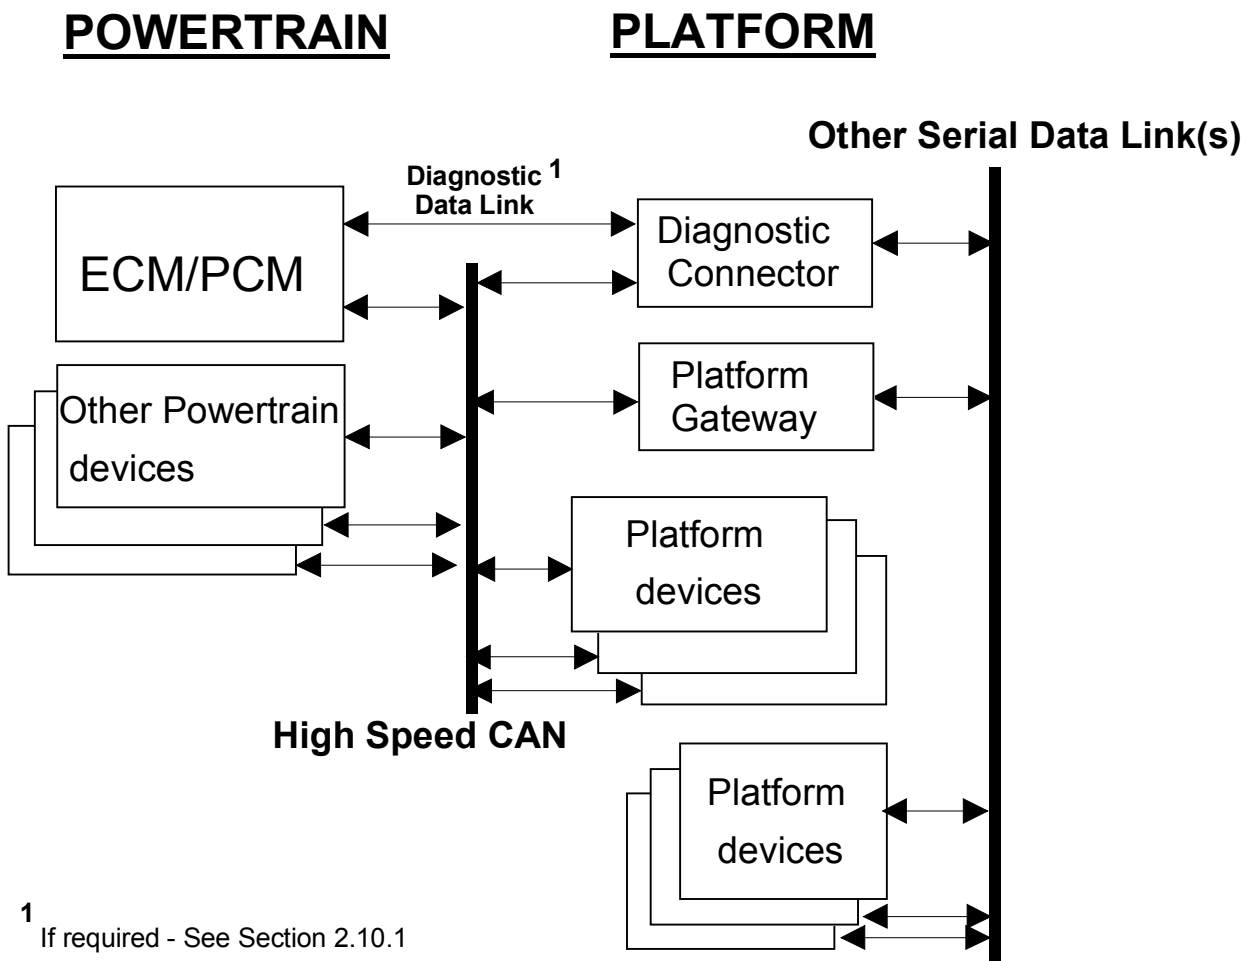 POWERTRAIN
PLATFORM
Other Serial Data Link(s)
Diagnostic 1
Data Link
ECM/PCM
Diagnostic
Connector
Other Powertrain
devices
Platform
Gateway
Platform
devices
High Speed CAN
Platform
devices
1
If required - See Section 2.10.1